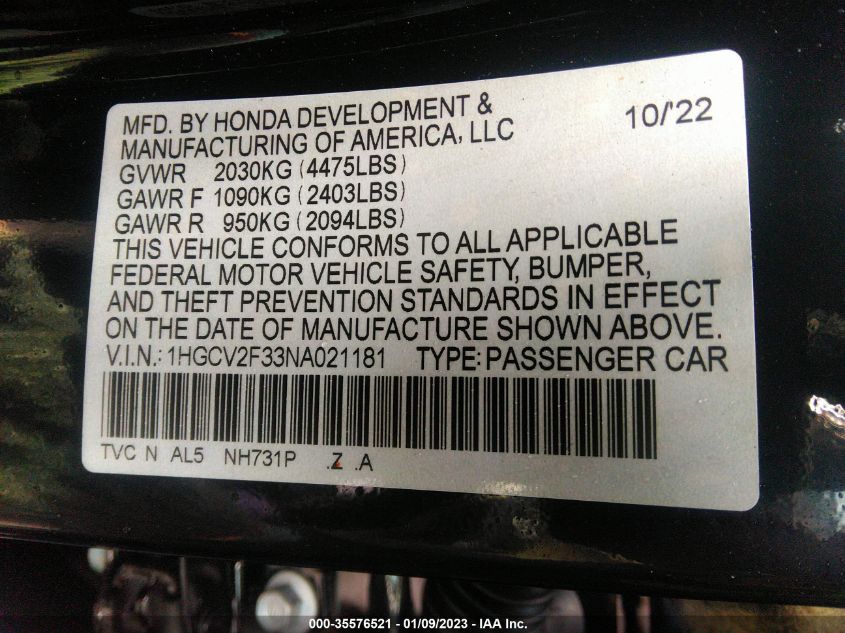 MFD. BY HONDA DEVELOPMENT & 10/'22
MANUFACTURING OF AMERICA, LLC
GVWR 2030KG (4475LBS)
GAWR F 1090KG (2403LBS)
GAWR R 950KG (2094LBS)
THIS VEHICLE CONFORMS TO ALL APPLICABLE
FEDERAL MOTOR VEHICLE SAFETY, BUMPER,
AND THEFT PREVENTION STANDARDS IN EFFECT
ON THE DATE OF MANUFACTURE SHOWN ABOVE.
V.I.N.: 1HGCV2F33NA021181 TYPE: PASSENGER CAR
TVC N AL5 NH731P .Z .A
000-35576521 - 01/09/2023 - IAA Inc.